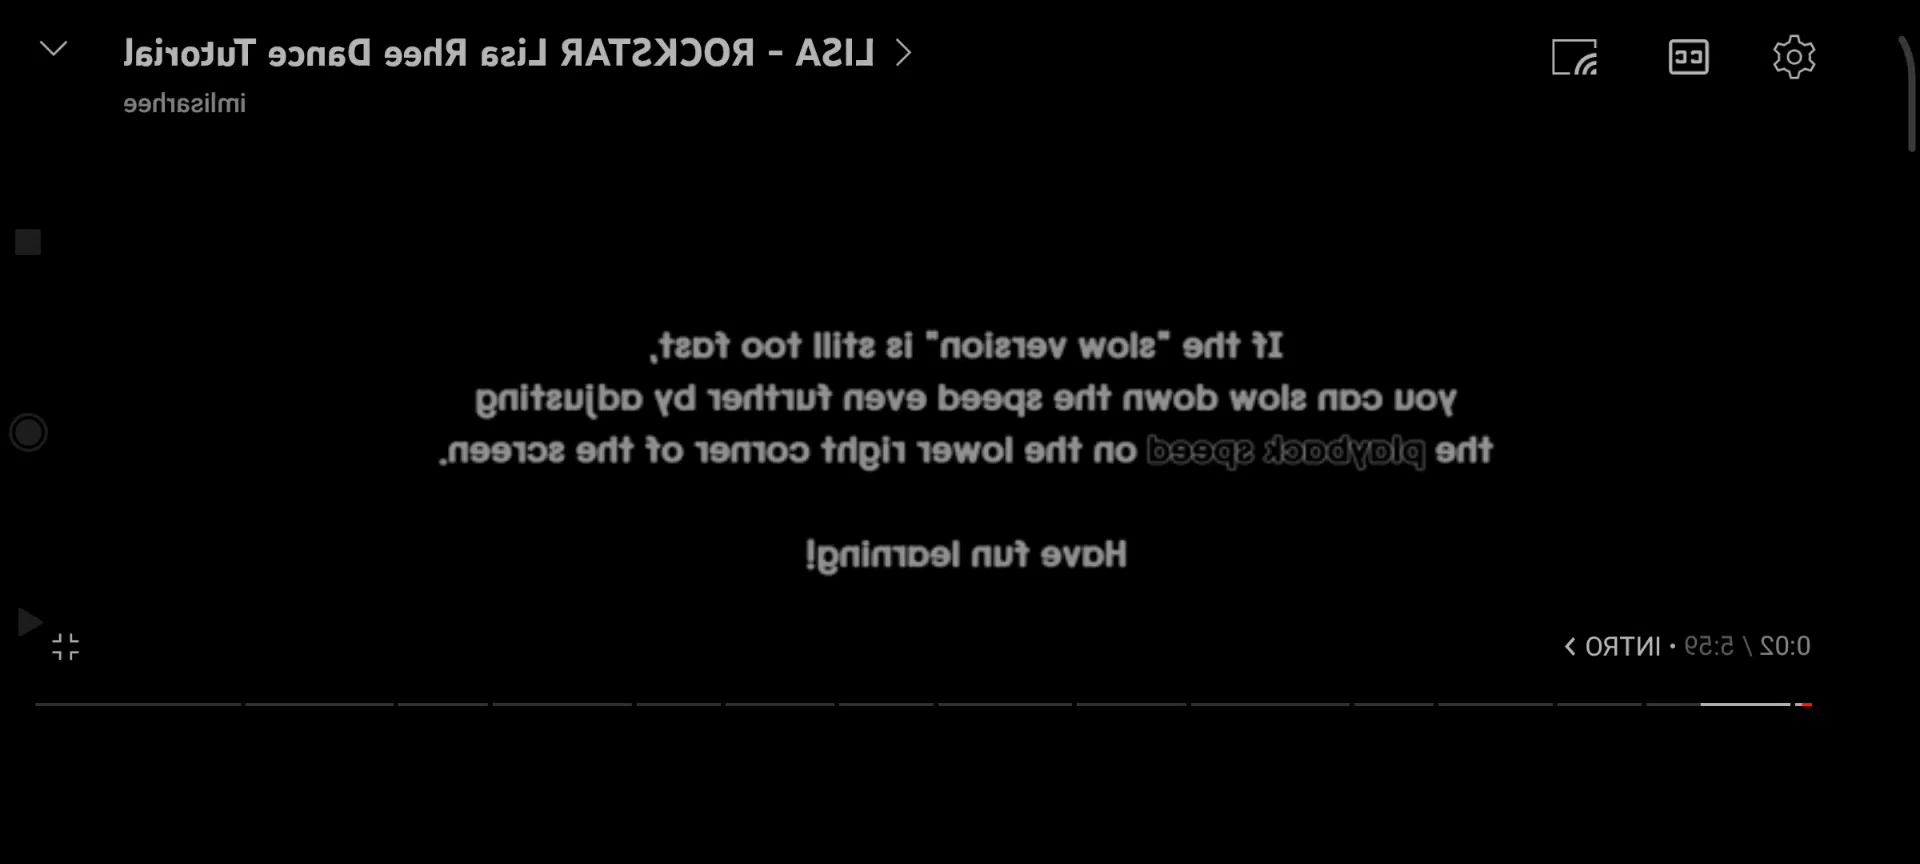 LISA - ROCKSTAR Lisa Rhee Dance Tutorial
imlisarhee
CC
If the "slow version" is still too fast,
you can slow down the speed even further by adjusting
the playback speed on the lower right corner of the screen.
Have fun learning!
0:02 / 5:59 • INTRO >